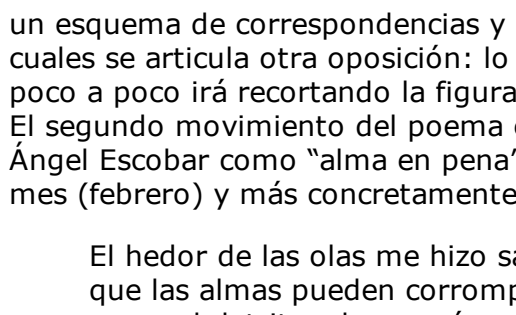 un esquema de correspondencias y
cuales se articula otra oposición: lo
poco a poco irá recortando la figura
El segundo movimiento del poema
Ángel Escobar como “alma en pena”
mes (febrero) y más concretamente
El hedor de las olas me hizo
que las almas pueden